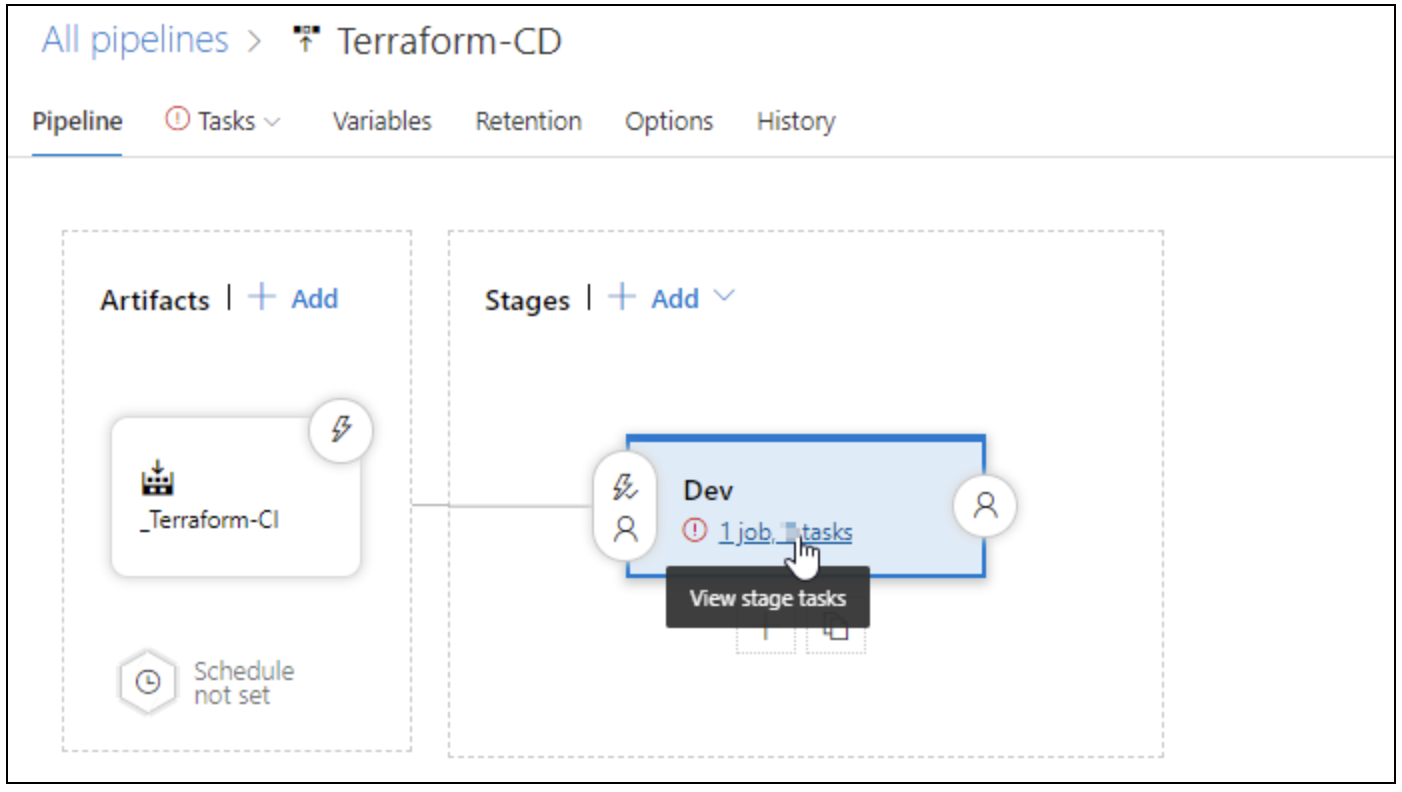 All pipelines > Terraform-CD
Pipeline Tasks Variables Retention Options History
Artifacts | + Add
Stages | + Add
_Terraform-CI
Dev
1 job, tasks
View stage tasks
Schedule
not set